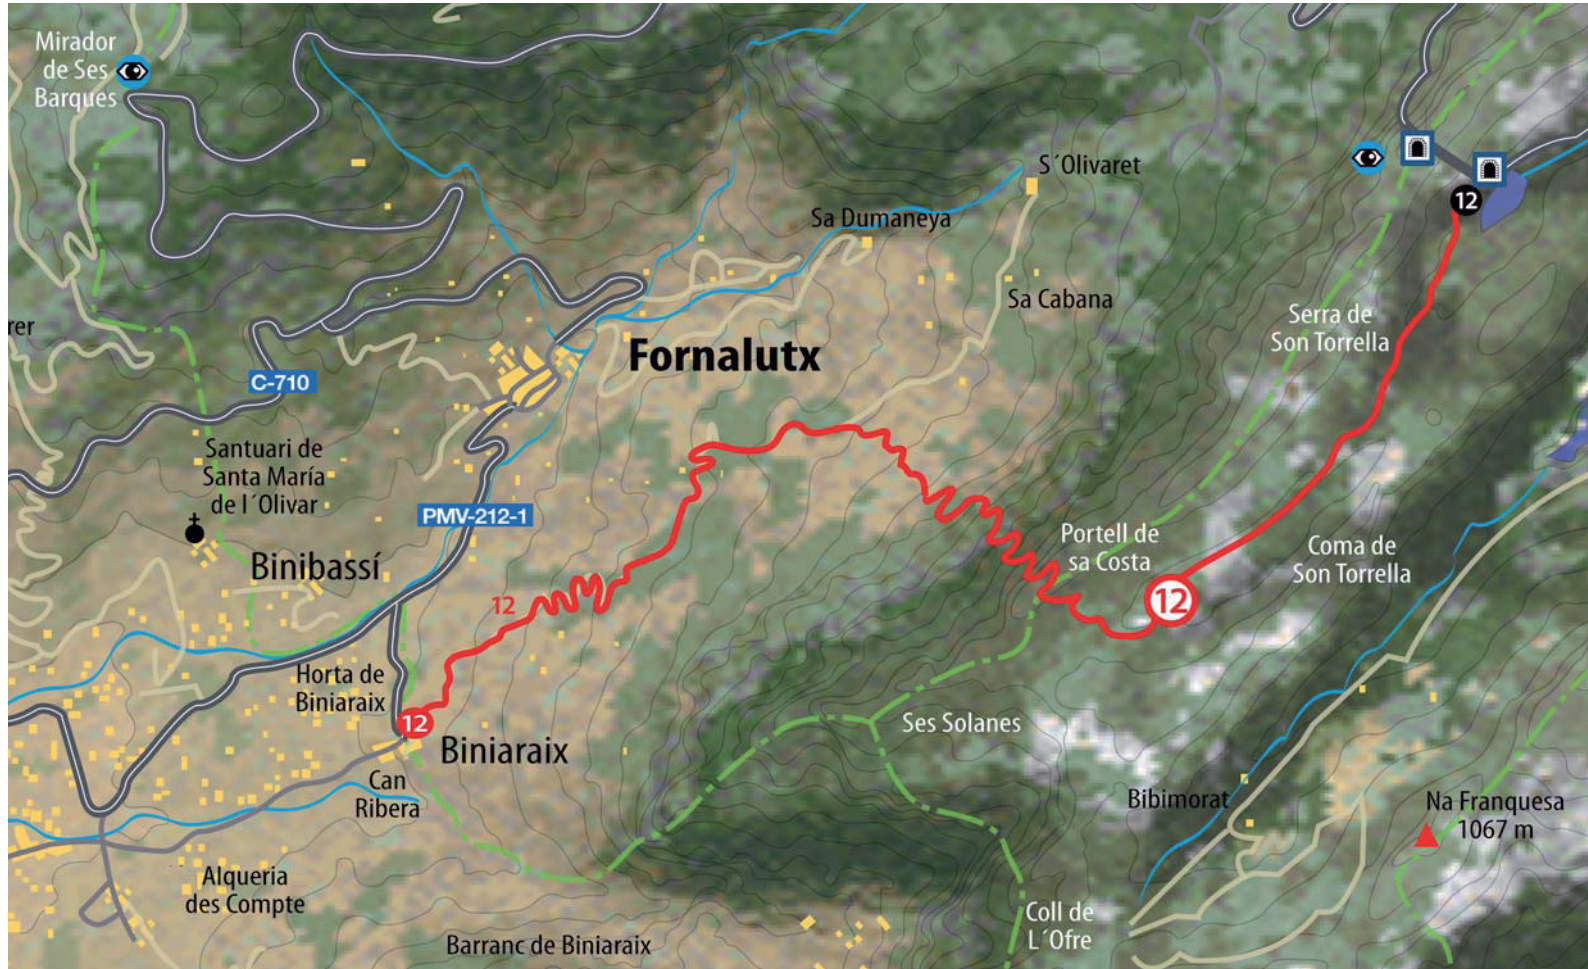 Mirador
de Ses
Barques
S´Olivaret
12
Sa Dumaneya
Sa Cabana
Serra de
Son Torrella
rer
Fornalutx
C-710
Santuari de
Santa María
de l´Olivar
PMV-212-1
Portell de
sa Costa
Coma de
Son Torrella
Binibassí
12
12
Horta de
Biniaraix
12
Ses Solanes
Biniaraix
Can
Ribera
Bibimorat
Na Franquesa
1067 m
Alqueria
des Compte
Coll de
L´Ofre
Barranc de Biniaraix